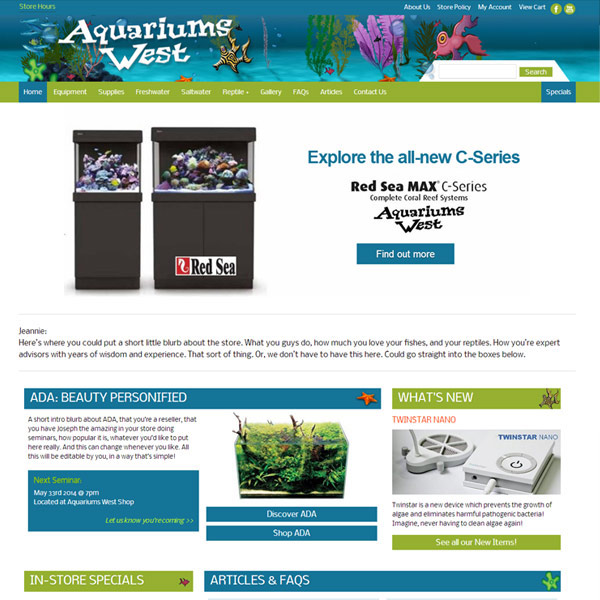 Store Hours
About Us Store Policy My Account View Cart
Aquariums
West
Search
Home Equipment Supplies Freshwater Saltwater Reptile Gallery FAQs Articles Contact Us Specials
Explore the all-new C-Series
Red Sea MAX® C-Series
Complete Coral Reef Systems
Aquariums
West
Find out more
Red Sea
Jeannie:
Here's where you could put a short little blurb about the store. What you guys do, how much you love your fishes, and your reptiles. How you're expert
advisors with years of wisdom and experience. That sort of thing. Or, we don't have to have this here. Could go straight into the boxes below.
ADA: BEAUTY PERSONIFIED
A short intro blurb about ADA, that you're a reseller, that
you have Joseph the amazing in your store doing
seminars, how popular it is, whatever you'd like to put
here really. And this can change whenever you like. All
this will be editable by you, in a way that's simple!
Next Seminar:
May 23rd 2014 @ 7pm
Located at Aquariums West Shop
Let us know you're coming >>
Discover ADA
Shop ADA
WHAT'S NEW
TWINSTAR NANO
TWINSTAR NANO
Twinstar is a new device which prevents the growth of
algae and eliminates harmful pathogenic bacteria!
Imagine, never having to clean algae again!
See all our New Items!
IN-STORE SPECIALS
ARTICLES & FAQS